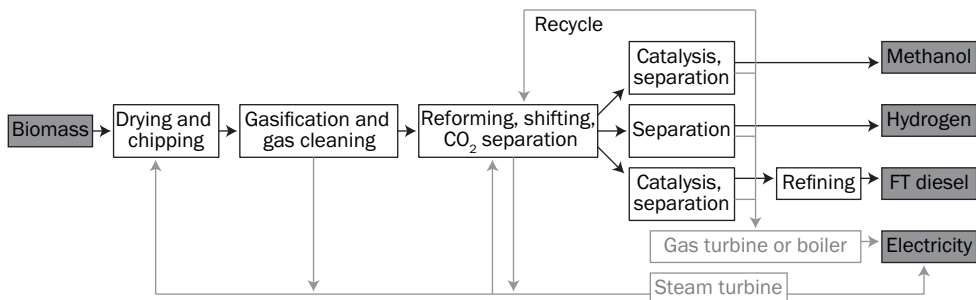 Recycle
Catalysis,
separation
Methanol
Biomass
Drying and
chipping
Gasification and
gas cleaning
Reforming, shifting,
CO₂ separation
Separation
Hydrogen
Catalysis,
separation
Refining
FT diesel
Gas turbine or boiler
Electricity
Steam turbine